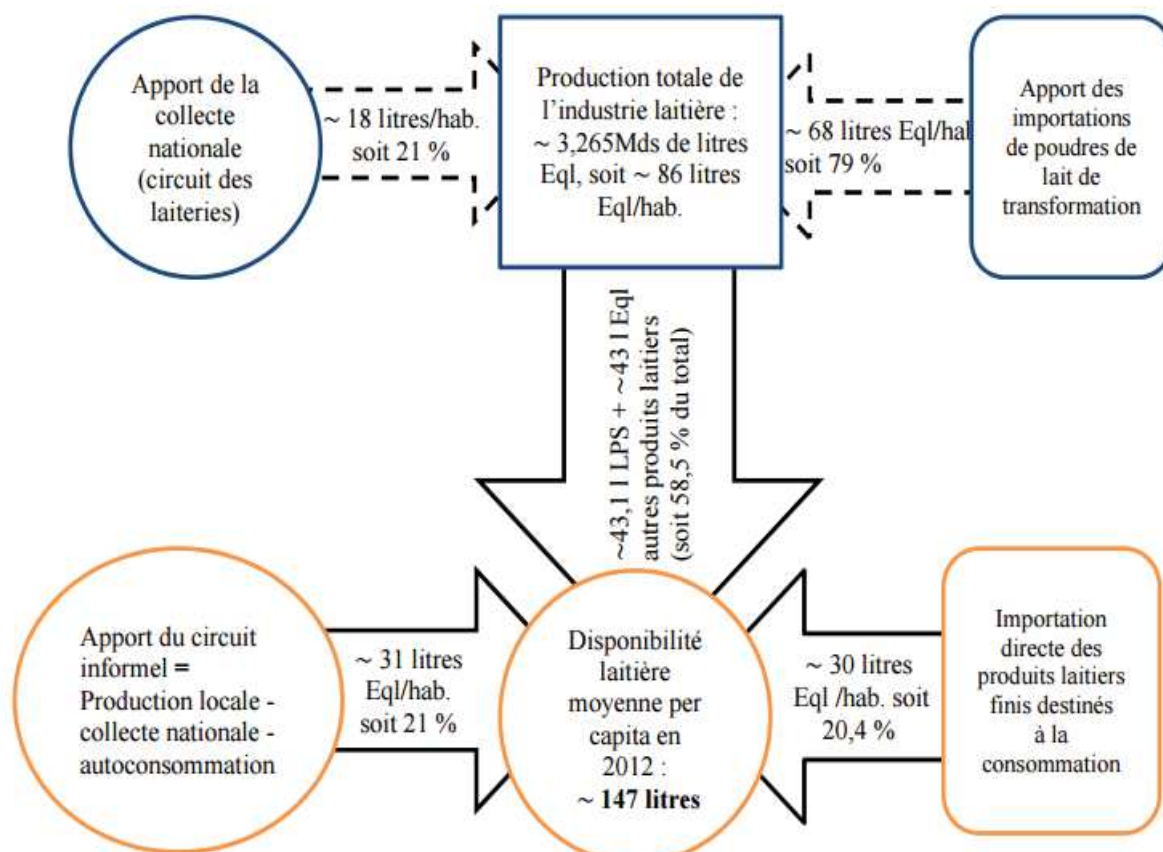 Apport de la
collecte
nationale
(circuit des
laiteries)
~ 18 litres/hab.
soit 21 %
Production totale de
l’industrie laitière :
~ 3,265Mds de litres
Eql, soit ~ 86 litres
Eql/hab.
~ 68 litres Eql/hab
soit 79 %
Apport des
importations
de poudres de
lait de
transformation
~43,1 l LPS + ~43 l Eql
autres produits laitiers
(soit 58,5 % du total)
Apport du circuit
informel =
Production locale -
collecte nationale -
autoconsommation
~ 31 litres
Eql/hab.
soit 21 %
Disponibilité
laitière
moyenne per
capita en
2012 :
~ 147 litres
~ 30 litres
Eql /hab. soit
20,4 %
Importation
directe des
produits laitiers
finis destinés
à la
consommation